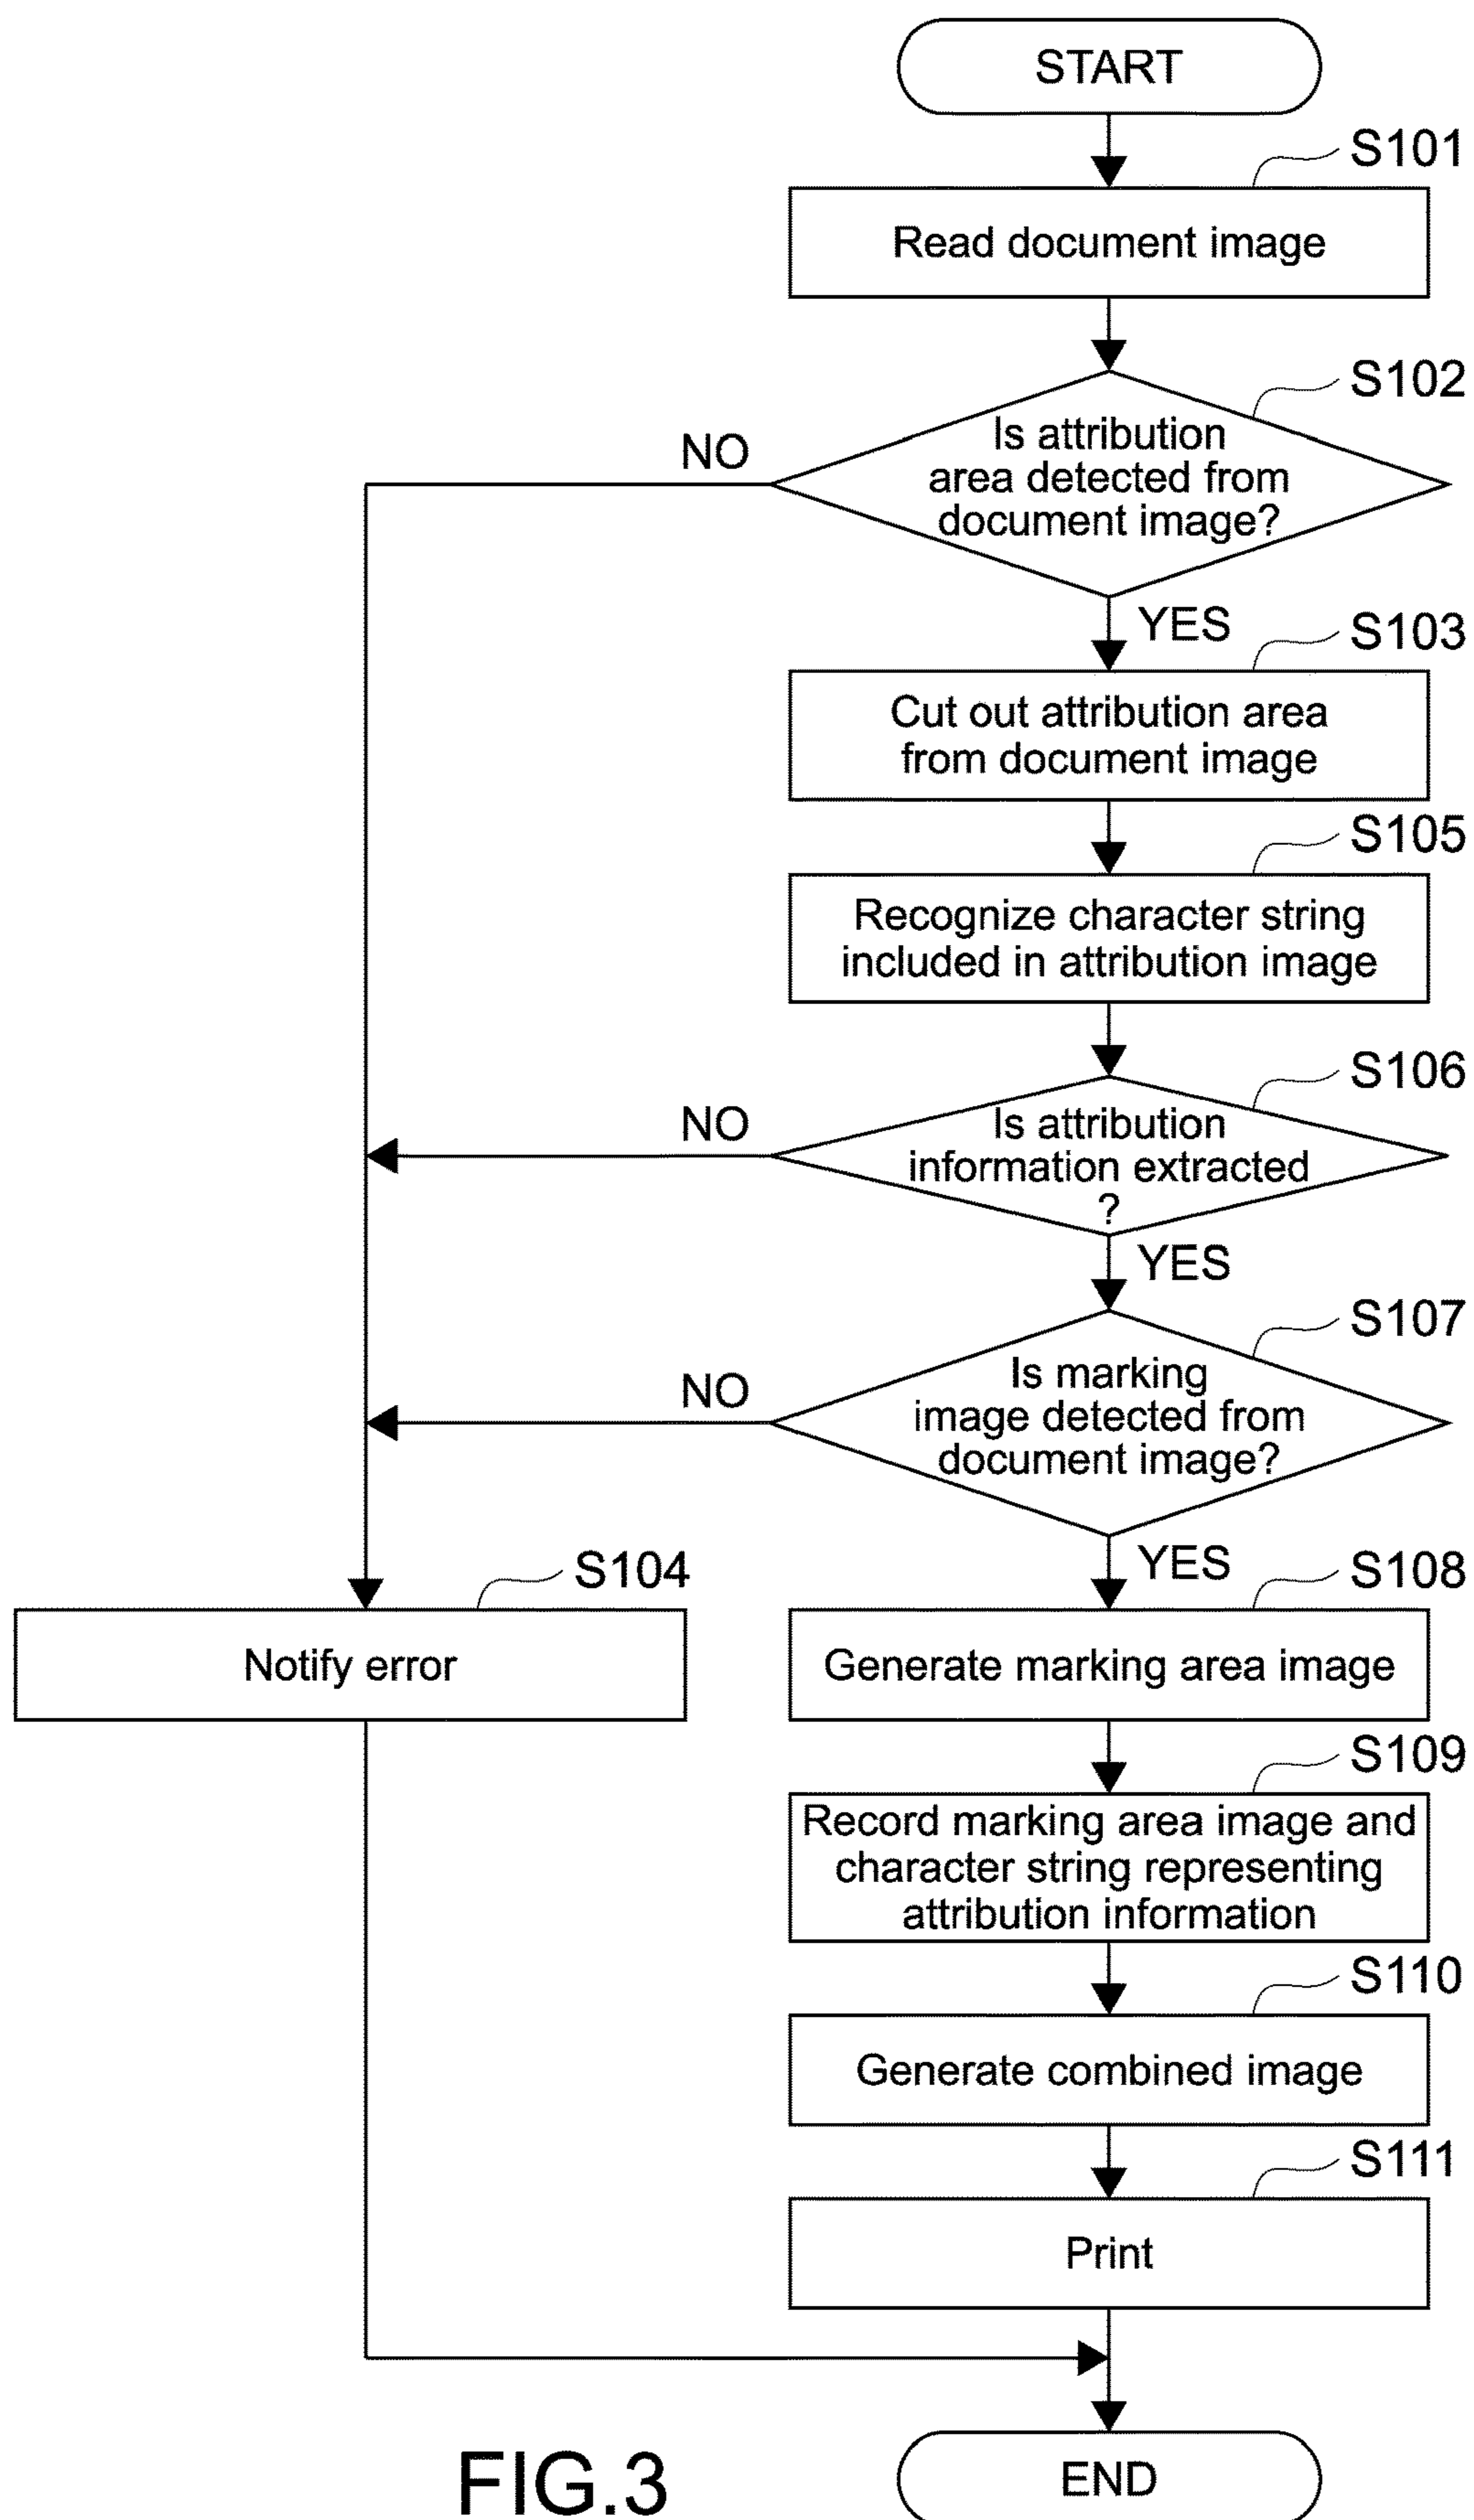 START
S101
Read document image
S102
Is attribution
area detected from
document image?
NO
YES
S103
Cut out attribution area
from document image
S105
Recognize character string
included in attribution image
S106
Is attribution
information extracted
?
NO
YES
S107
Is marking
image detected from
document image?
NO
YES
S104
Notify error
S108
Generate marking area image
S109
Record marking area image and
character string representing
attribution information
S110
Generate combined image
S111
Print
END
FIG.3